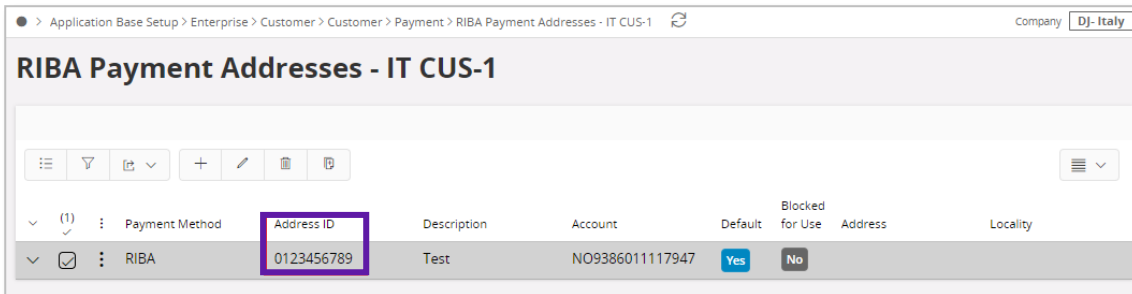 > Application Base Setup > Enterprise > Customer > Customer > Payment > RIBA Payment Addresses - IT CUS-1 Company DJ- Italy
RIBA Payment Addresses - IT CUS-1
(1) Payment Method Address ID Description Account Default Blocked for Use Address Locality
RIBA 0123456789 Test NO9386011117947 Yes No